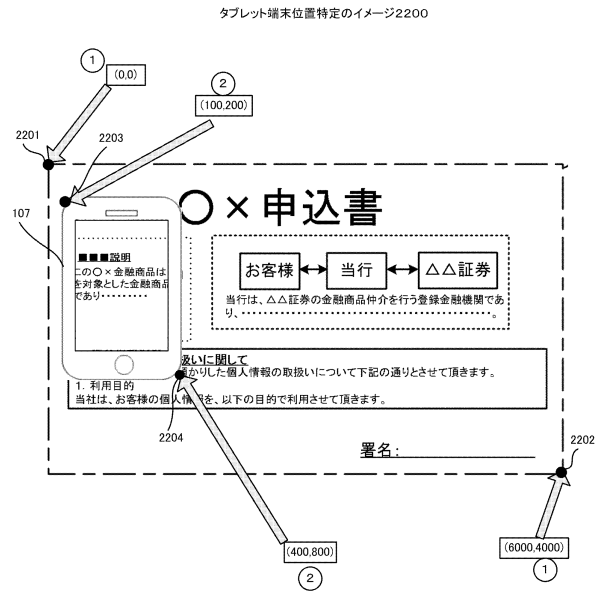 タブレット端末位置特定のイメージ2200
1
(0,0)
2
(100,200)
2201
2203
107
〇×申込書
■■■説明
この〇×金融商品は
を対象とした金融商品
であり・・・・・・・・
お客様
当行
△△証券
当行は、△△証券の金融商品仲介を行う登録金融機関であ
り、・・・・・・・・・・・・・・・・・・・・・・・・・・・・・・・・・・・・。
扱いに関して
預かりした個人情報の取扱いについて下記の通りとさせて頂きます。
1. 利用目的
当社は、お客様の個人情報を、以下の目的で利用させて頂きます。
2204
署名：
2202
(400,800)
2
(6000,4000)
1